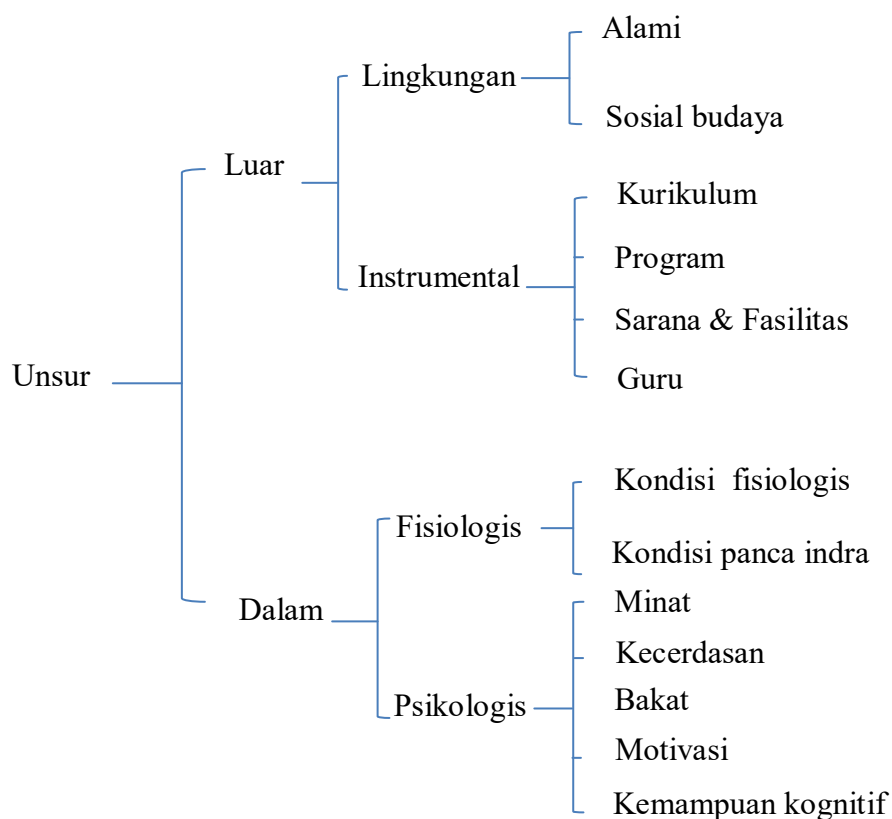 Alami
Lingkungan
Sosial budaya
Luar
Kurikulum
Program
Instrumental
Sarana & Fasilitas
Guru
Unsur
Kondisi fisiologis
Fisiologis
Kondisi panca indra
Minat
Dalam
Kecerdasan
Bakat
Psikologis
Motivasi
Kemampuan kognitif